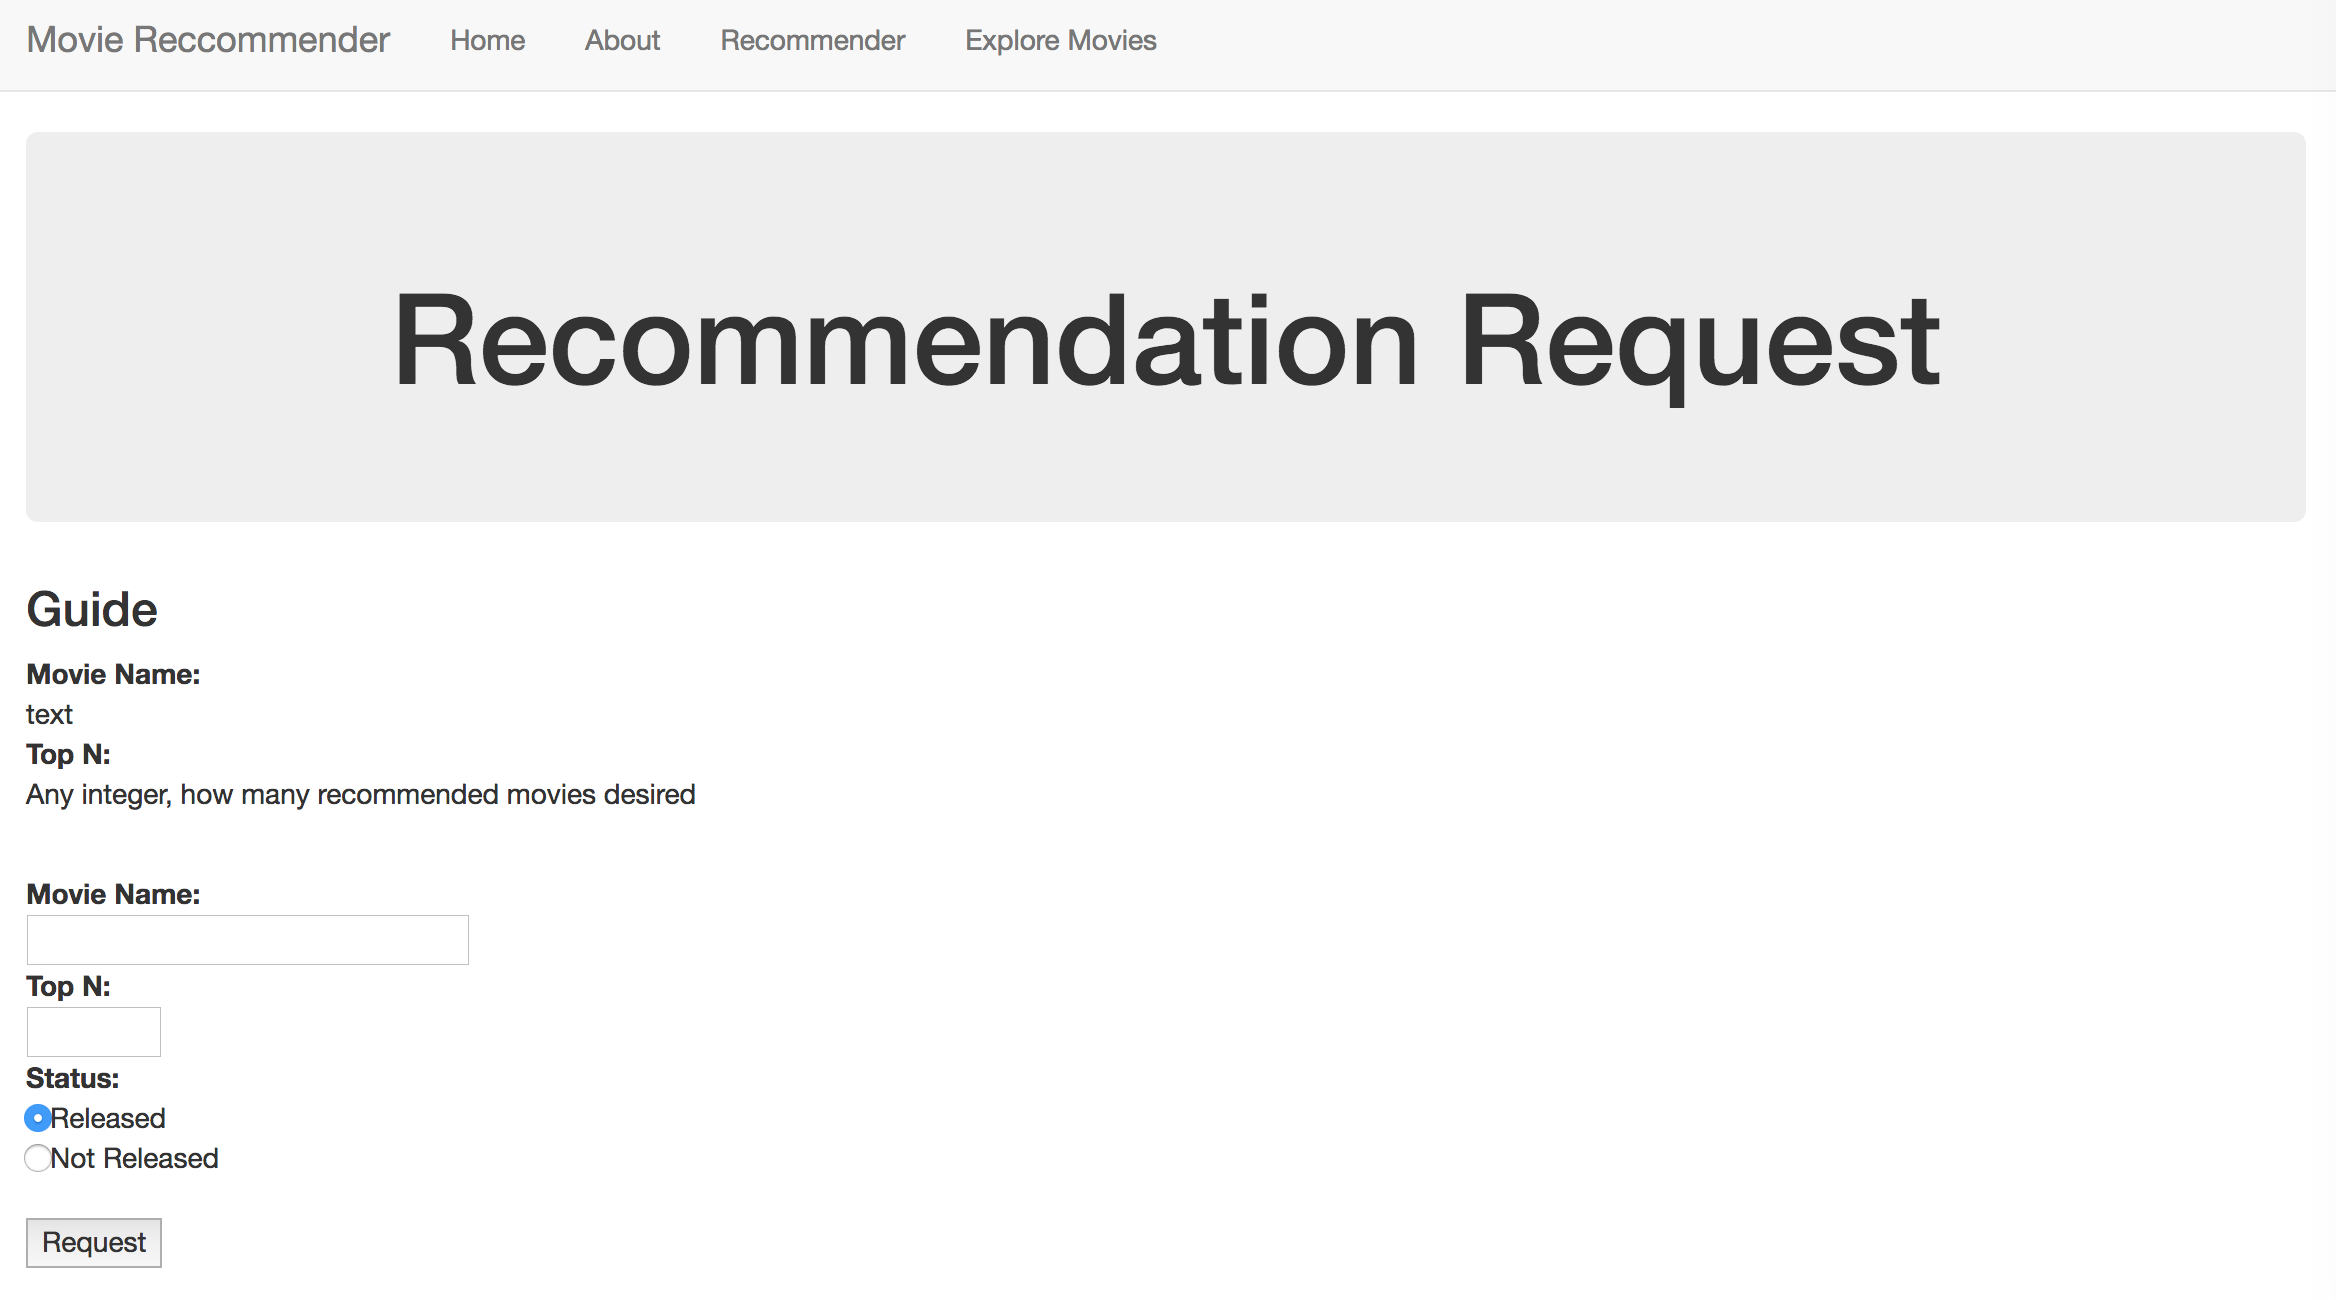 Movie Reccommender Home About Recommender Explore Movies
Recommendation Request
Guide
Movie Name:
text
Top N:
Any integer, how many recommended movies desired
Movie Name:
Top N:
Status:
Released
Not Released
Request